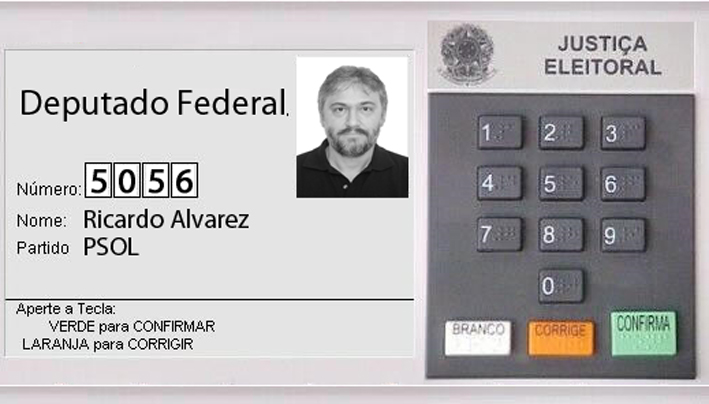 Deputado Federal.
Número: 5056
Nome: Ricardo Alvarez
Partido PSOL
Aperte a Tecla:
VERDE para CONFIRMAR
LARANJA para CORRIGIR
JUSTIÇA
ELEITORAL
1 2 3
4 5 6
7 8 9
0
BRANCO CORRIGE CONFIRMA